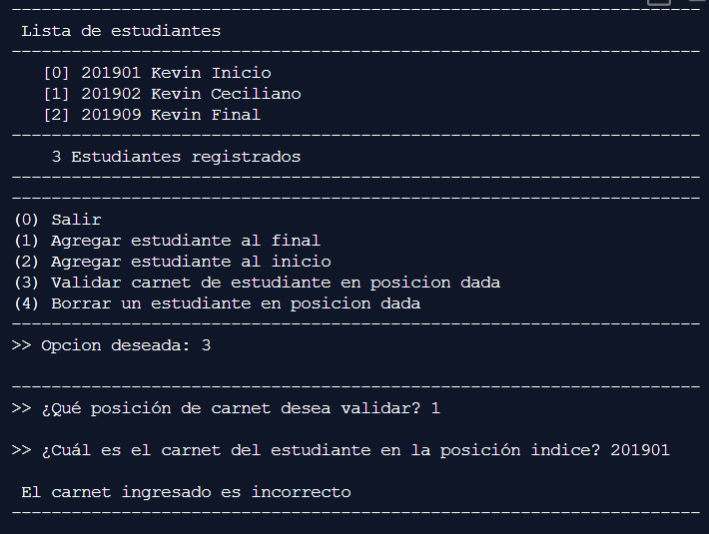 Lista de estudiantes
[0] 201901 Kevin Inicio
[1] 201902 Kevin Ceciliano
[2] 201909 Kevin Final
3 Estudiantes registrados
(0) Salir
(1) Agregar estudiante al final
(2) Agregar estudiante al inicio
(3) Validar carnet de estudiante en posicion dada
(4) Borrar un estudiante en posicion dada
>> Opcion deseada: 3
>> ¿Qué posición de carnet desea validar? 1
>> ¿Cuál es el carnet del estudiante en la posición indice? 201901
El carnet ingresado es incorrecto